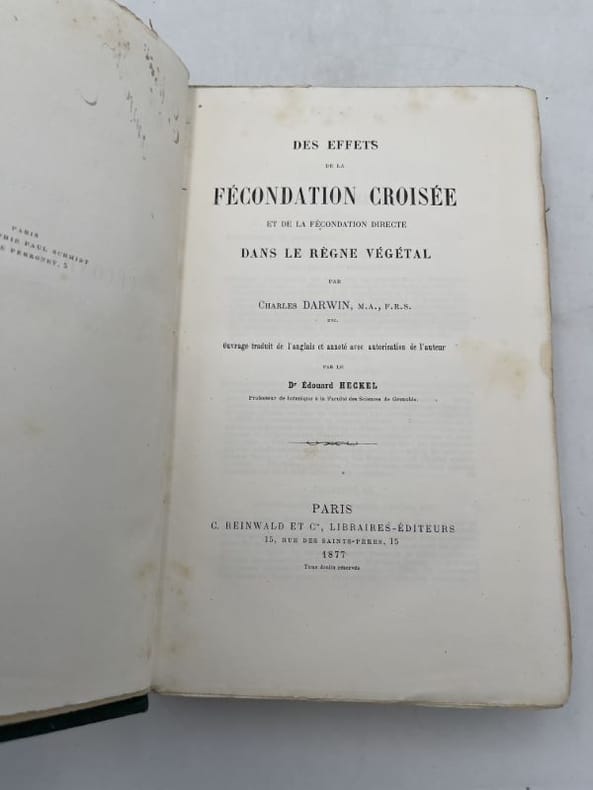 PARIS
PHIE PAUL SCHMIDT
E PERRONET, 5
DES EFFETS
DE LA
FÉCONDATION CROISÉE
ET DE LA FÉCONDATION DIRECTE
DANS LE RÈGNE VÉGÉTAL
PAR
CHARLES DARWIN, M.A., F.R.S.
ETC.
Ouvrage traduit de l'anglais et annoté avec autorisation de l'auteur
PAR LE
Dr Édouard HECKEL
Professeur de botanique à la Faculté des Sciences de Grenoble.
PARIS
C. REINWALD ET Cie, LIBRAIRES-ÉDITEURS
15, RUE DES SAINTS-PÈRES, 15
1877
Tous droits réservés